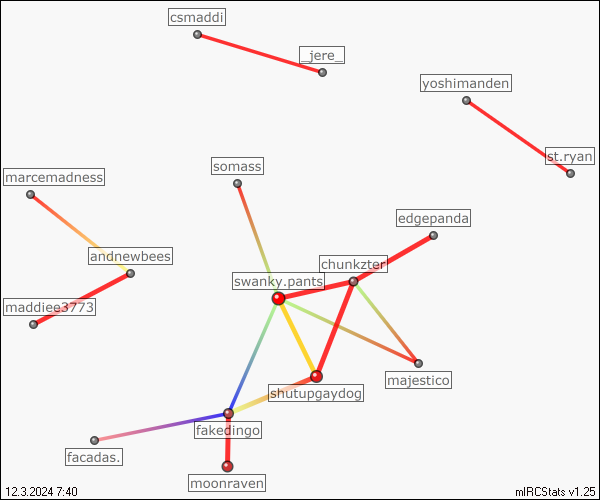 csmaddi
_jere_
yoshimanden
st.ryan
somass
marcemadness
edgepanda
andnewbees
chunkzter
swanky.pants
maddiee3773
majestico
shutupgaydog
fakedingo
facadas.
moonraven
12.3.2024 7:40
mIRCStats v1.25